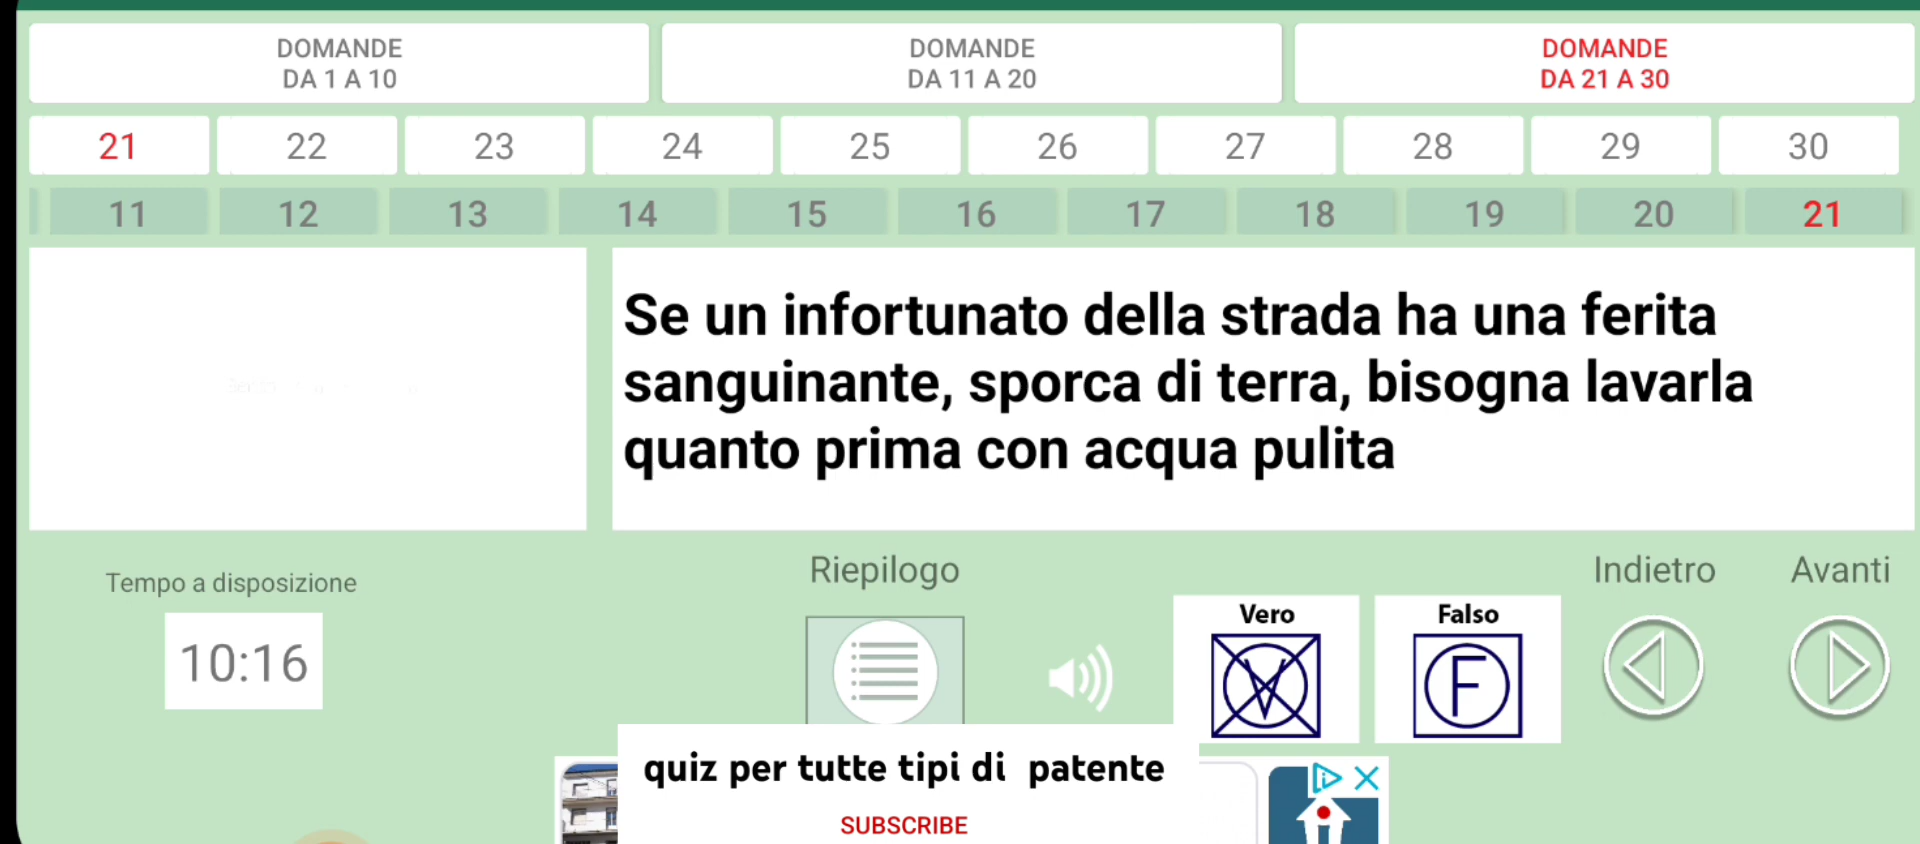 DOMANDE
DA 1 A 10
DOMANDE
DA 11 A 20
DOMANDE
DA 21 A 30
21 22 23 24 25 26 27 28 29 30
11 12 13 14 15 16 17 18 19 20 21
Se un infortunato della strada ha una ferita
sanguinante, sporca di terra, bisogna lavarla
quanto prima con acqua pulita
Tempo a disposizione
10:16
Riepilogo
Vero
V
Falso
F
Indietro
Avanti
quiz per tutte tipi di patente
SUBSCRIBE